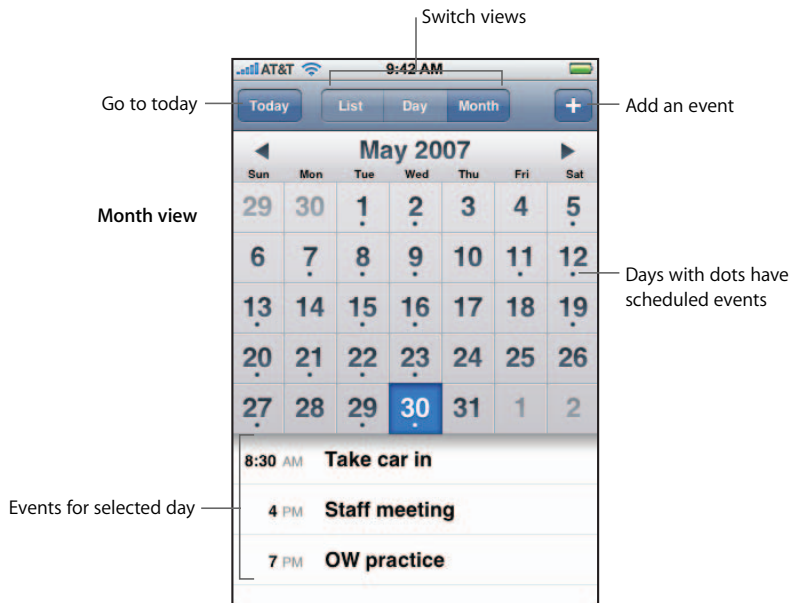 Switch views
AT&T 9:42 AM
Go to today
Today List Day Month +
Add an event
May 2007
Sun Mon Tue Wed Thu Fri Sat
Month view
29 30 1 2 3 4 5
6 7 8 9 10 11 12
Days with dots have
scheduled events
13 14 15 16 17 18 19
20 21 22 23 24 25 26
27 28 29 30 31 1 2
Events for selected day
8:30 AM Take car in
4 PM Staff meeting
7 PM OW practice